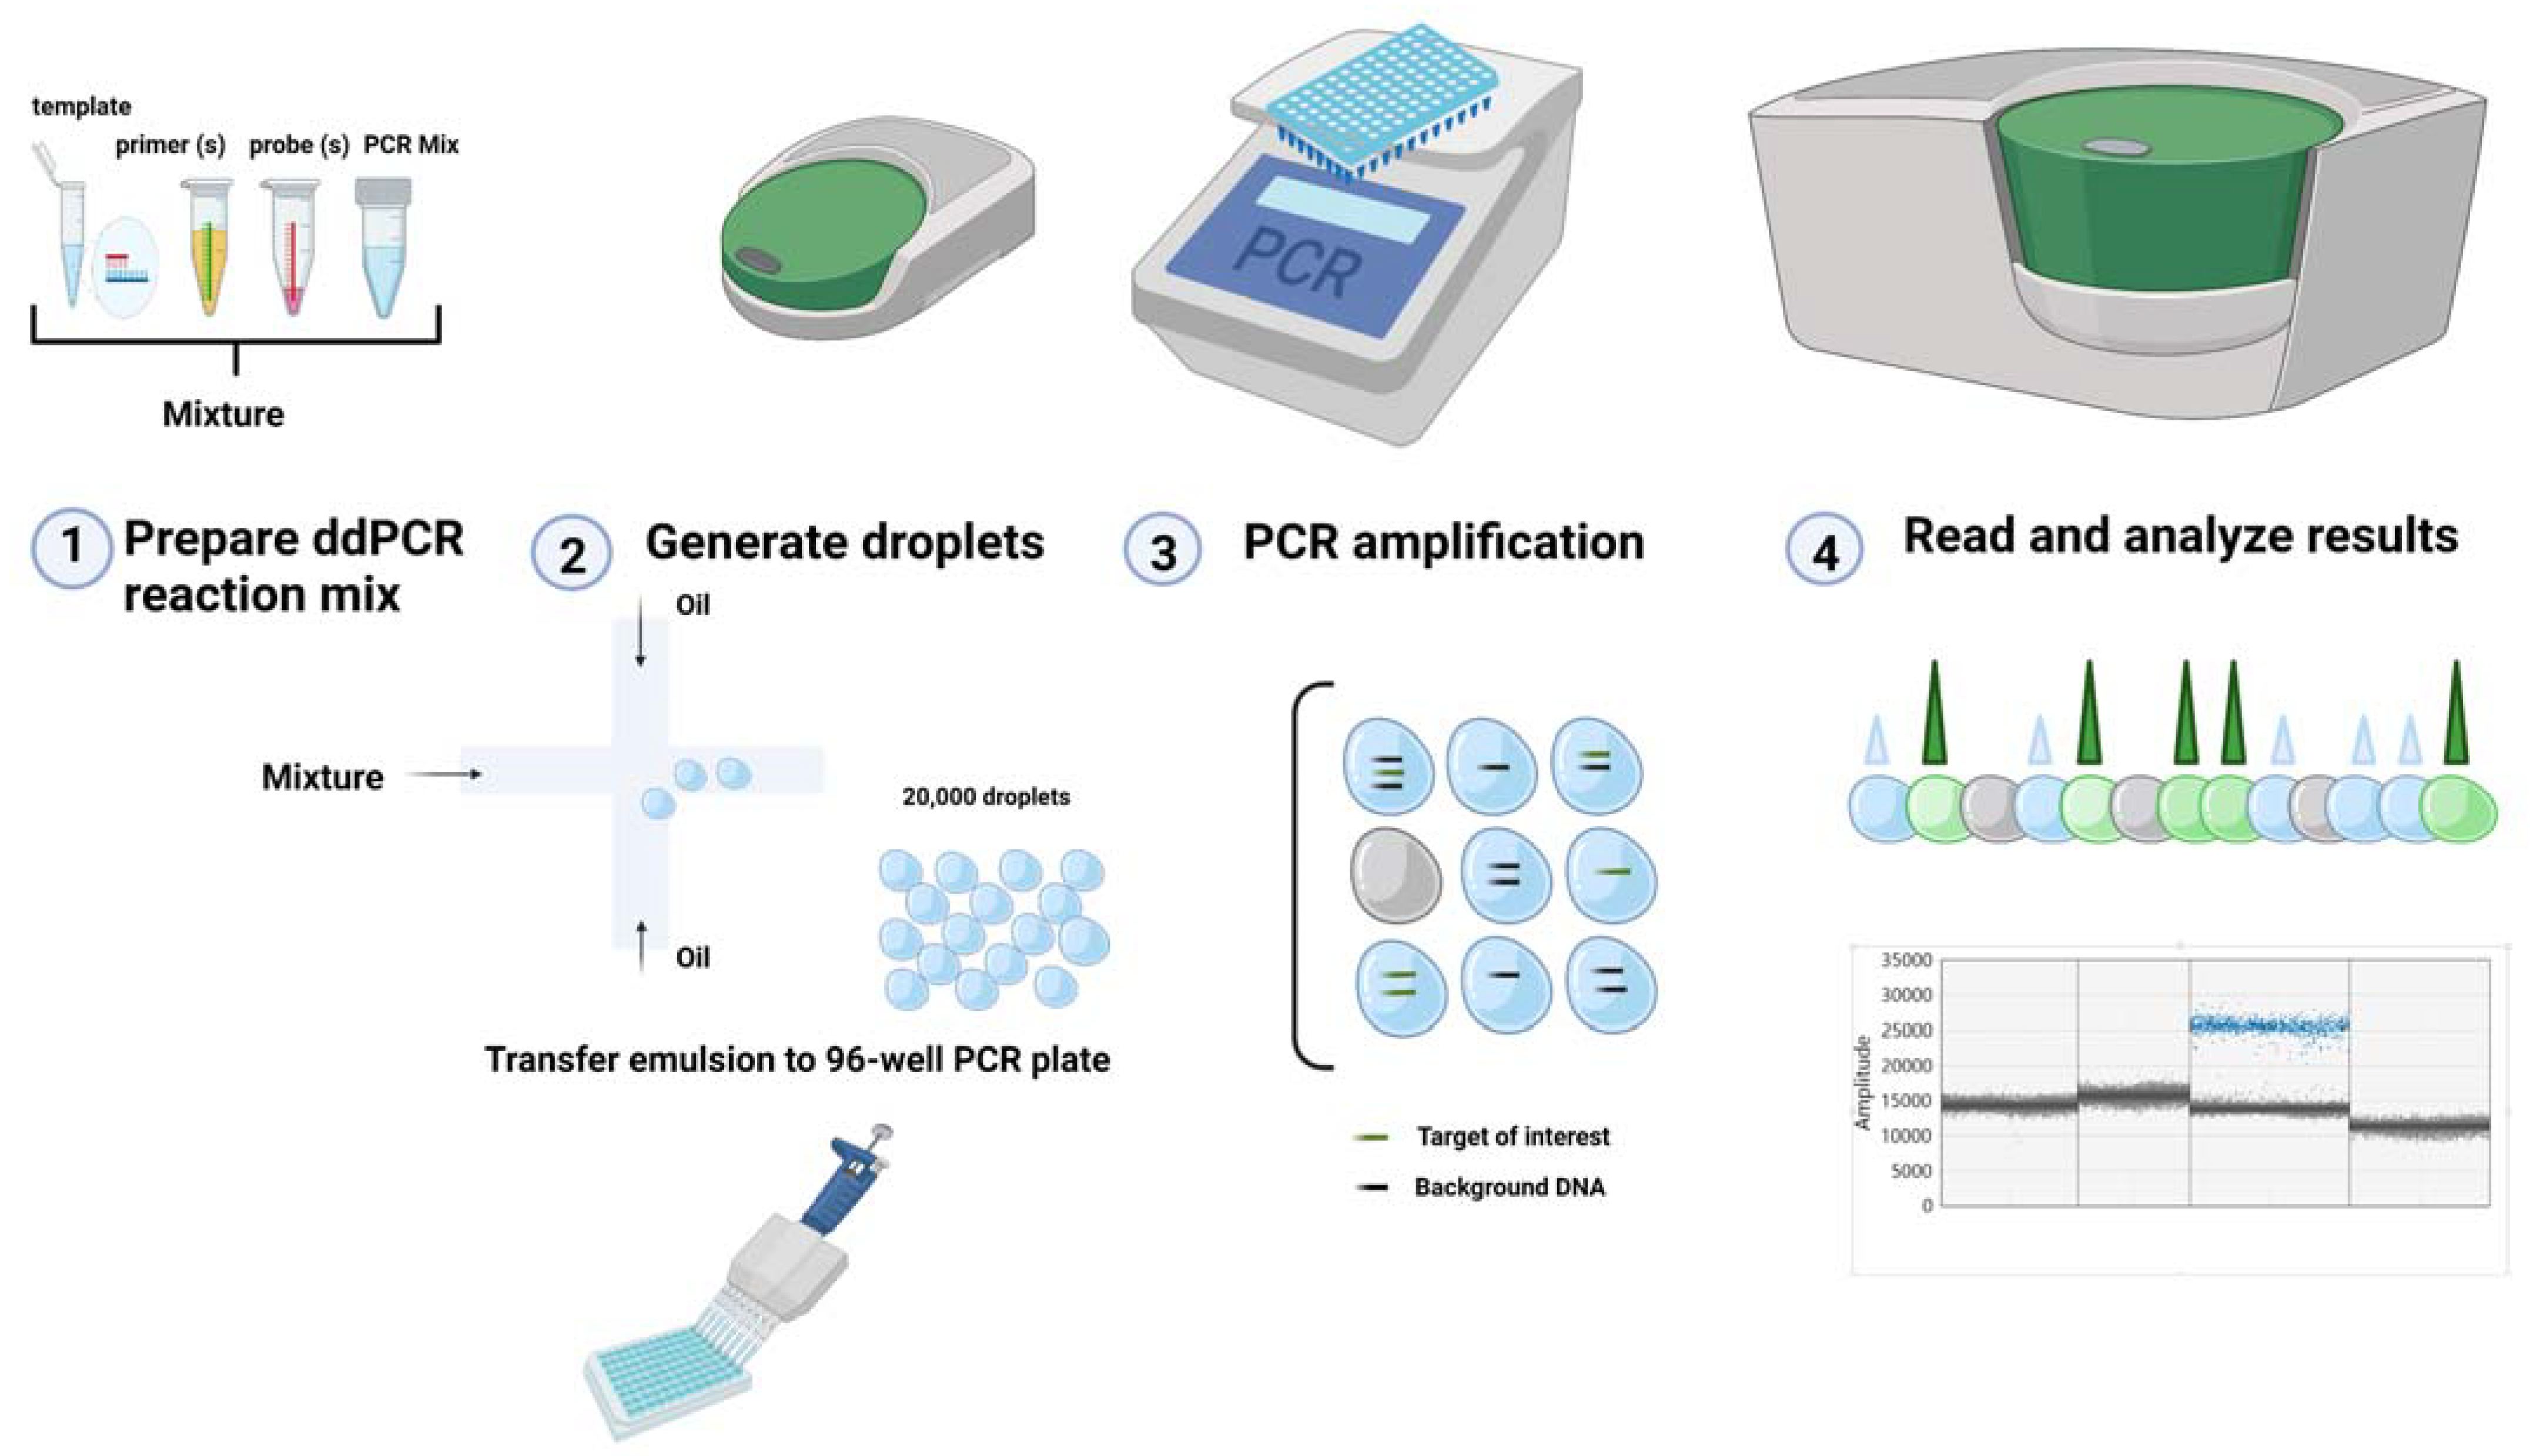 template
primer (s)
probe (s)
PCR Mix
Mixture
PCR
1
Prepare ddPCR
reaction mix
2
Generate droplets
Oil
Mixture
20,000 droplets
Oil
Transfer emulsion to 96-well PCR plate
3
PCR amplification
Target of interest
Background DNA
4
Read and analyze results
Amplitude
35000
30000
25000
20000
15000
10000
5000
0